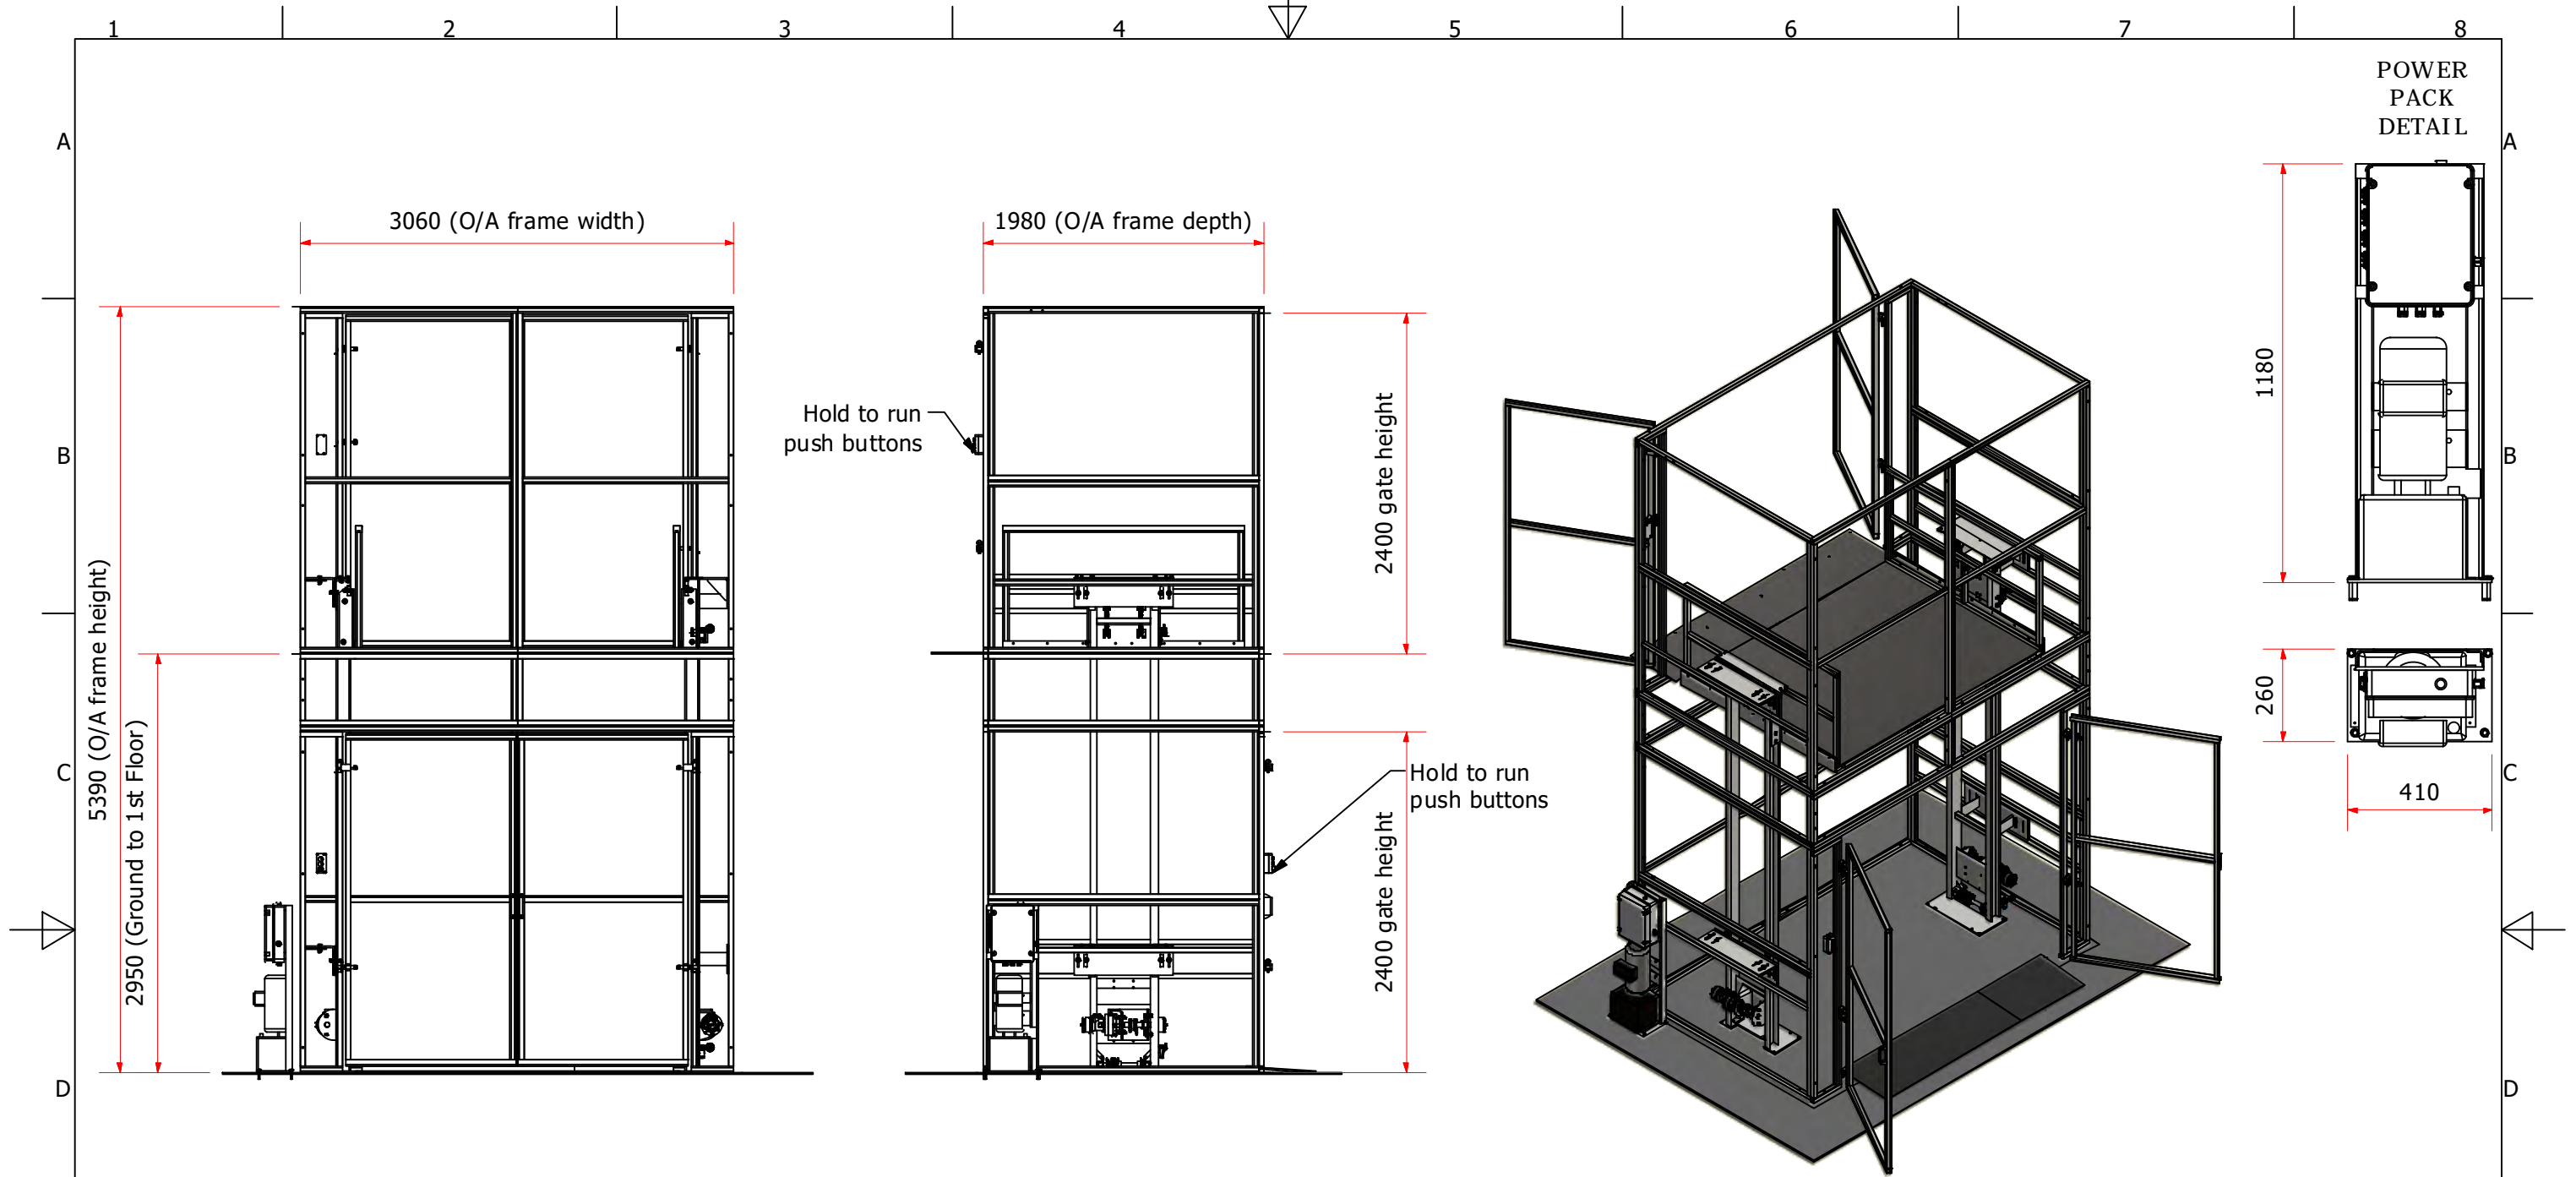 1 2 3 4 5 6 7 8
POWER
PACK
DETAIL
A
A
3060 (O/A frame width)
1980 (O/A frame depth)
Hold to run
push buttons
2400 gate height
1180
B
B
5390 (O/A frame height)
2950 (Ground to 1st Floor)
260
C
Hold to run
push buttons
C
410
2400 gate height
D
D